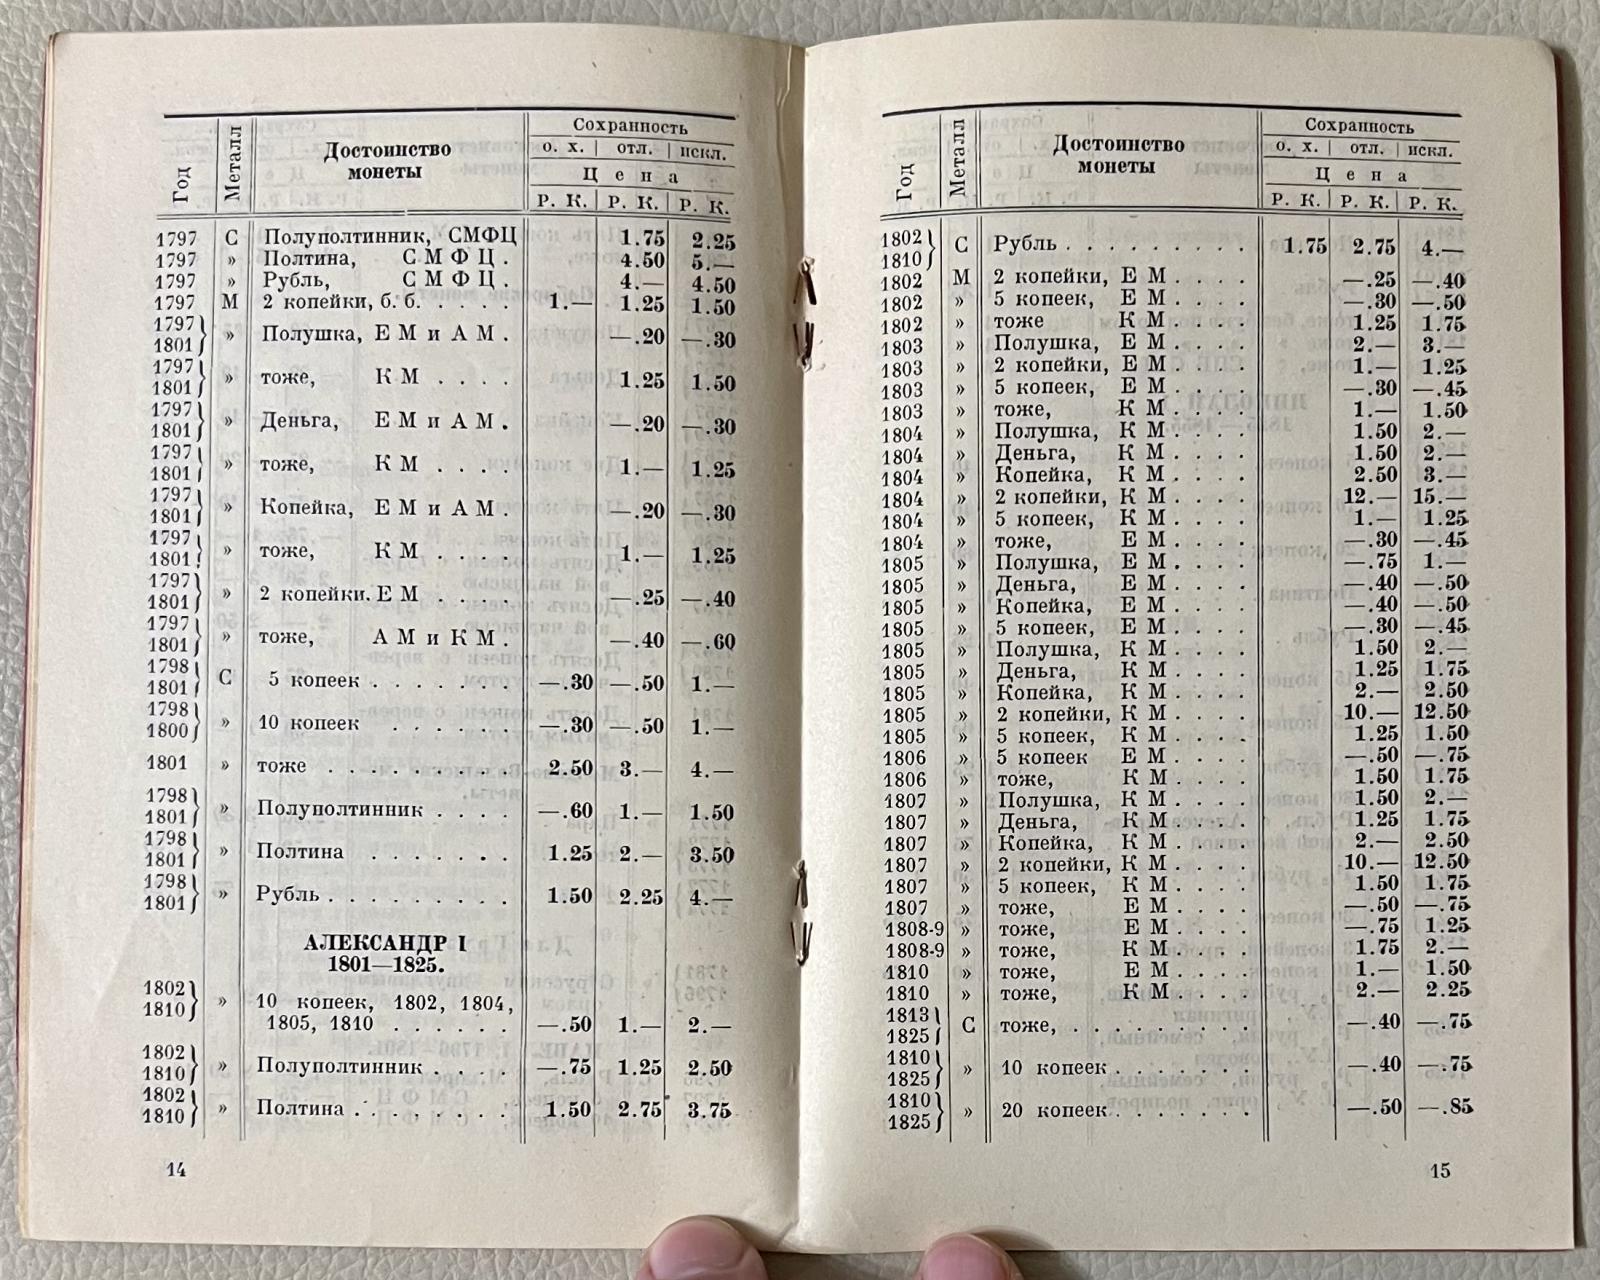 Год Металл Достоинство монеты Сохранность
о. х. | отл. | искл.
Цена
Р. К. | Р. К. | Р. К.
1797 С Полуполтинник, СМФЦ 1.75 2.25
1797 » Полтина, СМФЦ . 4.50 5.—
1797 » Рубль, СМФЦ . 4.— 4.50
1797 М 2 копейки, б. б. . . . . 1.— 1.25 1.50
1797 1801} » Полушка, ЕМ и АМ . —.20 —.30
1797 1801} » тоже, КМ . . . . 1.25 1.50
1797 1801} » Деньга, ЕМ и АМ . —.20 —.30
1797 1801} » тоже, КМ . . . . 1.— 1.25
1797 1801} » Копейка, ЕМ и АМ . —.20 —.30
1797 1801} » тоже, КМ . . . . 1.— 1.25
1797 1801} » 2 копейки. ЕМ . . . . —.25 —.40
1797 1801} » тоже, АМ и КМ . —.40 —.60
1798 1801} С 5 копеек . . . . . . . —.30 —.50 1.—
1798 1800} » 10 копеек . . . . . . —.30 —.50 1.—
1801 » тоже . . . . . . . . . 2.50 3.— 4.—
1798 1801} » Полуполтинник . . . . —.60 1.— 1.50
1798 1801} » Полтина . . . . . . . 1.25 2.— 3.50
1798 1801} » Рубль . . . . . . . . . 1.50 2.25 4.—
АЛЕКСАНДР I
1801—1825.
1802 1810} » 10 копеек, 1802, 1804,
1805, 1810 . . . . . . —.50 1.— 2.—
1802 1810} » Полуполтинник . . . . —.75 1.25 2.50
1802 1810} » Полтина . . . . . . . . 1.50 2.75 3.75
14
Год Металл Достоинство монеты Сохранность
о. х. | отл. | искл.
Цена
Р. К. | Р. К. | Р. К.
1802 1810} С Рубль . . . . . . . . . 1.75 2.75 4.—
1802 М 2 копейки, ЕМ . . . . —.25 —.40
1802 » 5 копеек, ЕМ . . . . —.30 —.50
1802 » тоже КМ . . . . 1.25 1.75
1803 » Полушка, ЕМ . . . . 2.— 3.—
1803 » 2 копейки, ЕМ . . . . 1.— 1.25
1803 » 5 копеек, ЕМ . . . . —.30 —.45
1803 » тоже, КМ . . . . 1.— 1.50
1804 » Полушка, КМ . . . . 1.50 2.—
1804 » Деньга, КМ . . . . 1.50 2.—
1804 » Копейка, КМ . . . . 2.50 3.—
1804 » 2 копейки, КМ . . . . 12.— 15.—
1804 » 5 копеек, КМ . . . . 1.— 1.25
1804 » тоже, ЕМ . . . . —.30 —.45
1805 » Полушка, ЕМ . . . . —.75 1.—
1805 » Деньга, ЕМ . . . . —.40 —.50
1805 » Копейка, ЕМ . . . . —.40 —.50
1805 » 5 копеек, ЕМ . . . . —.30 —.45
1805 » Полушка, КМ . . . . 1.50 2.—
1805 » Деньга, КМ . . . . 1.25 1.75
1805 » Копейка, КМ . . . . 2.— 2.50
1805 » 2 копейки, КМ . . . . 10.— 12.50
1805 » 5 копеек, КМ . . . . 1.25 1.50
1806 » 5 копеек ЕМ . . . . —.50 —.75
1806 » тоже, КМ . . . . 1.50 1.75
1807 » Полушка, КМ . . . . 1.50 2.—
1807 » Деньга, КМ . . . . 1.25 1.75
1807 » Копейка, КМ . . . . 2.— 2.50
1807 » 2 копейки, КМ . . . . 10.— 12.50
1807 » 5 копеек, КМ . . . . 1.50 1.75
1807 » тоже, ЕМ . . . . —.50 —.75
1808-9 » тоже, ЕМ . . . . —.75 1.25
1808-9 » тоже, КМ . . . . 1.75 2.—
1810 » тоже, ЕМ . . . . 1.— 1.50
1810 » тоже, КМ . . . . 2.— 2.25
1813 1825} С тоже, . . . . . . . . . —.40 —.75
1810 1825} » 10 копеек . . . . . . . —.40 —.75
1810 1825} » 20 копеек . . . . . . . —.50 —.85
15